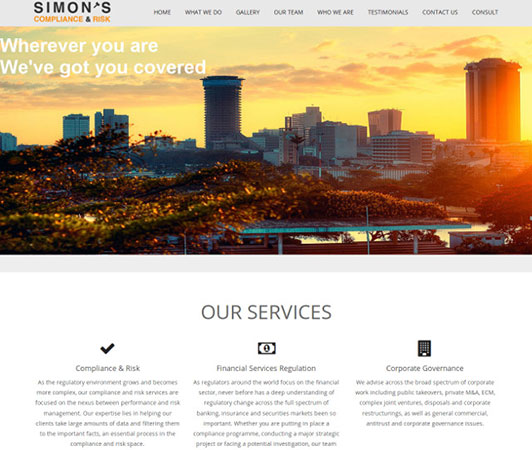 SIMON'S
COMPLIANCE & RISK
HOME WHAT WE DO GALLERY OUR TEAM WHO WE ARE TESTIMONIALS CONTACT US CONSULT
Wherever you are
We've got you covered
OUR SERVICES
Compliance & Risk
As the regulatory environment grows and becomes
more complex, our compliance and risk services are
focused on the nexus between performance and risk
management. Our expertise lies in helping our
clients take large amounts of data and filtering them
to the important facts, an essential process in the
compliance and risk space.
Financial Services Regulation
As regulators around the world focus on the financial
sector, never before has a deep understanding of
regulatory change across the full spectrum of
banking, insurance and securities markets been so
important. Whether you are putting in place a
compliance programme, conducting a major strategic
project or facing a potential investigation, our team
Corporate Governance
We advise across the broad spectrum of corporate
work including public takeovers, private M&A, ECM,
complex joint ventures, disposals and corporate
restructurings, as well as general commercial,
antitrust and corporate governance issues.